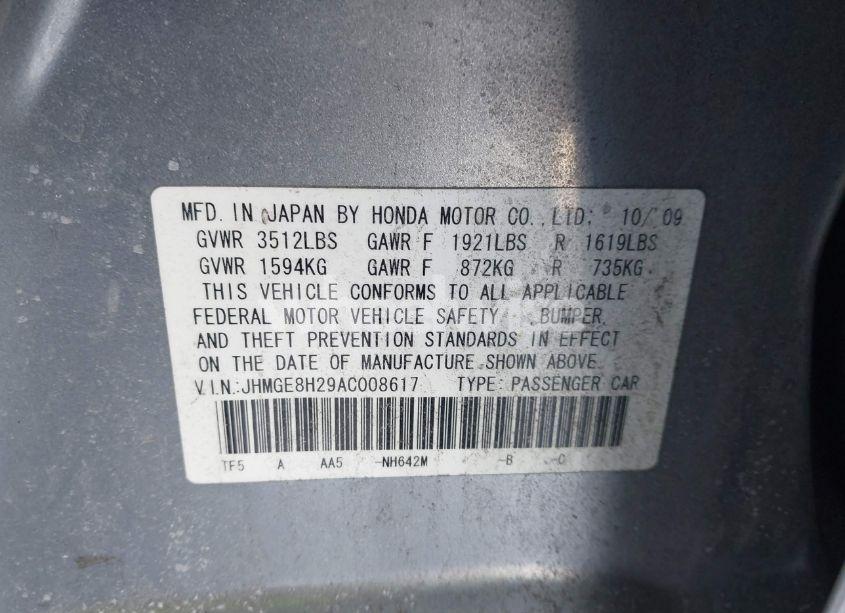 MFD. IN JAPAN BY HONDA MOTOR CO.,LTD. 10/'09
GVWR 3512LBS GAWR F 1921LBS R 1619LBS
GVWR 1594KG GAWR F 872KG R 735KG
THIS VEHICLE CONFORMS TO ALL APPLICABLE
FEDERAL MOTOR VEHICLE SAFETY, BUMPER,
AND THEFT PREVENTION STANDARDS IN EFFECT
ON THE DATE OF MANUFACTURE SHOWN ABOVE.
V.I.N.:JHMGE8H29AC008617 TYPE: PASSENGER CAR
TF5 A AA5 -NH642M -B -C